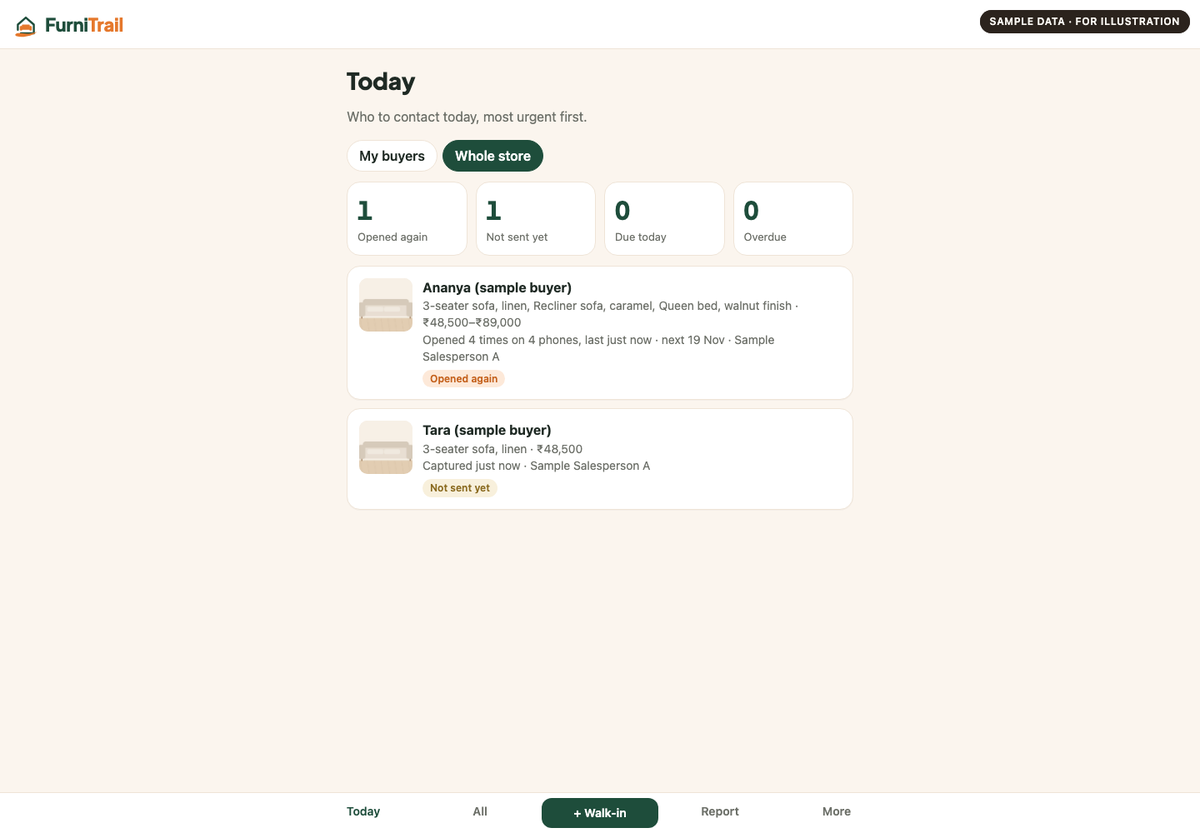 FurniTrail
SAMPLE DATA · FOR ILLUSTRATION
Today
Who to contact today, most urgent first.
My buyers
Whole store
1
Opened again
1
Not sent yet
0
Due today
0
Overdue
Ananya (sample buyer)
3-seater sofa, linen, Recliner sofa, caramel, Queen bed, walnut finish ·
₹48,500–₹89,000
Opened 4 times on 4 phones, last just now · next 19 Nov · Sample
Salesperson A
Opened again
Tara (sample buyer)
3-seater sofa, linen · ₹48,500
Captured just now · Sample Salesperson A
Not sent yet
Today
All
+ Walk-in
Report
More